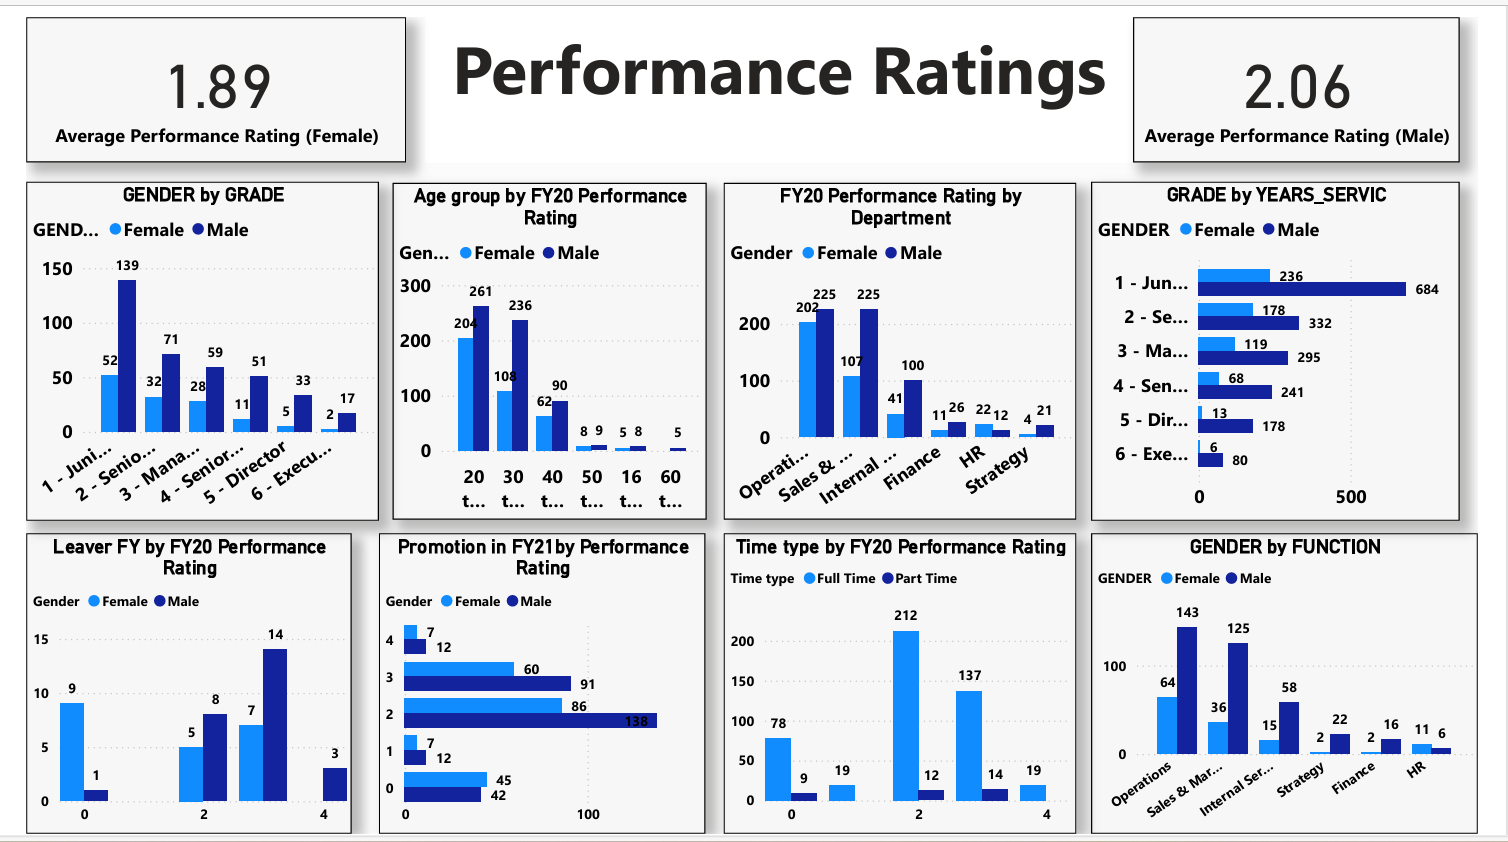 1.89
Average Performance Rating (Female)
Performance Ratings
2.06
Average Performance Rating (Male)
GENDER by GRADE
GEND... Female Male
150
100
50
0
139
52
71
32
59
28
51
11
33
5
17
2
1 - Juni...
2 - Senio...
3 - Mana...
4 - Senior...
5 - Director
6 - Execu...
Age group by FY20 Performance
Rating
Gen... Female Male
300
200
100
0
261
204
236
108
90
62
8 9
5 8
5
20 30 40 50 16 60
t... t... t... t... t... t...
FY20 Performance Rating by
Department
Gender Female Male
200
100
0
202 225
107 225
41 100
11 26
22 12
4 21
Operati...
Sales & ...
Internal ...
Finance
HR
Strategy
GRADE by YEARS_SERVIC
GENDER Female Male
1 - Jun... 236
684
2 - Se... 178
332
3 - Ma... 119
295
4 - Sen... 68
241
5 - Dir... 13
178
6 - Exe... 6
80
0 500
Leaver FY by FY20 Performance
Rating
Gender Female Male
15
10
5
0
9 1
5 8
7 14
3
0 2 4
Promotion in FY21by Performance
Rating
Gender Female Male
4 7
12
3 60
91
2 86
138
1 7
12
0 45
42
0 100
Time type by FY20 Performance Rating
Time type Full Time Part Time
200
150
100
50
0
78 9
19
212 12
137 14
19
0 2 4
GENDER by FUNCTION
GENDER Female Male
100
0
64 143
36 125
15 58
2 22
2 16
11 6
Operations
Sales & Mar...
Internal Ser...
Strategy
Finance
HR